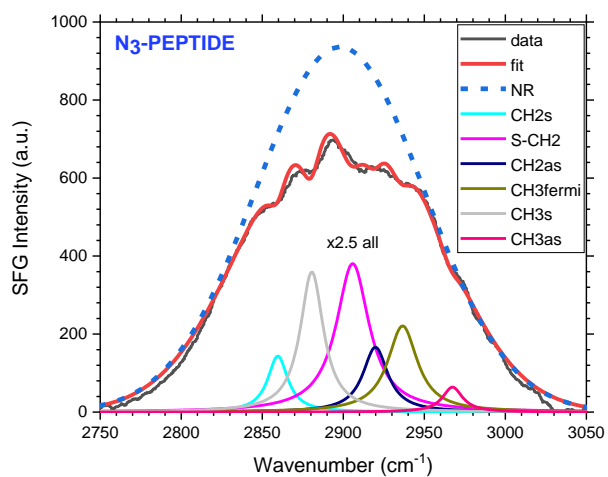 N3-PEPTIDE
data
fit
NR
CH2s
S-CH2
CH2as
CH3fermi
CH3s
CH3as
x2.5 all
SFG Intensity (a.u.)
1000
800
600
400
200
0
2750 2800 2850 2900 2950 3000 3050
Wavenumber (cm-1)